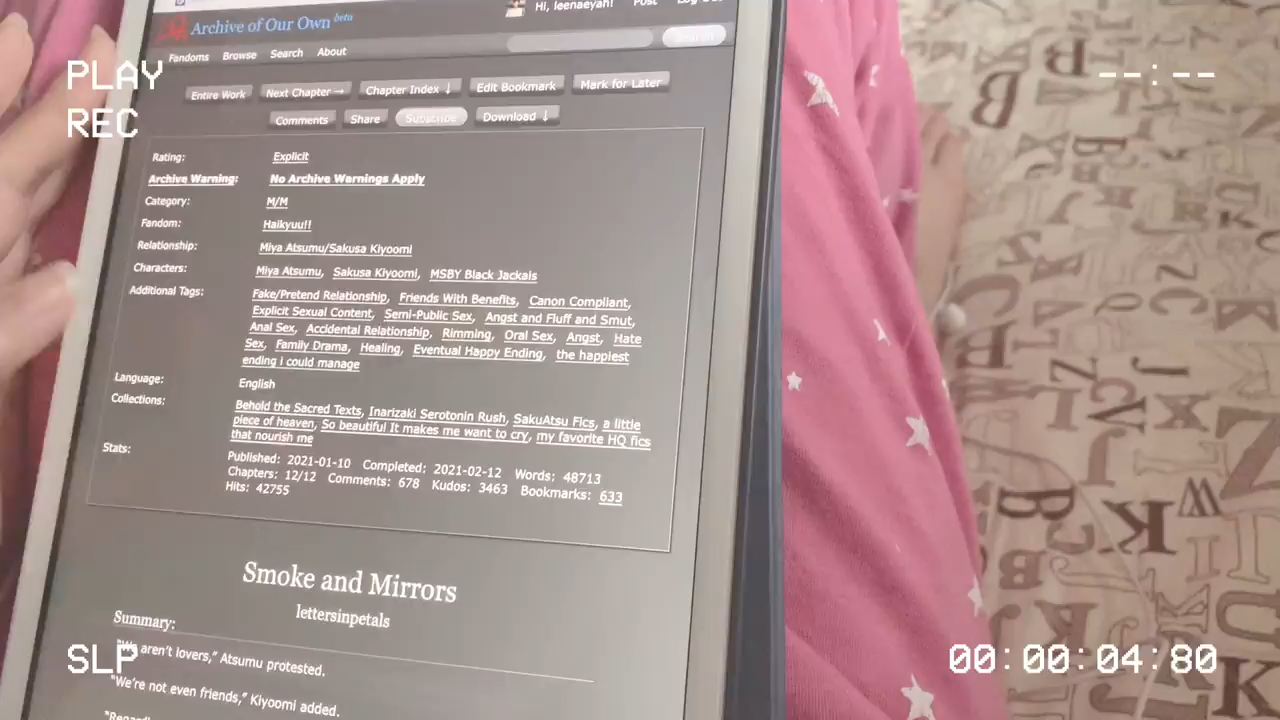 Hi, leenaeyah!
Post
Archive of Our Own beta
Fandoms Browse Search About
PLAY
REC
--:--
Entire Work Next Chapter → Chapter Index ↓ Edit Bookmark Mark for Later
Comments Share Subscribe Download ↓
Rating: Explicit
Archive Warning: No Archive Warnings Apply
Category: M/M
Fandom: Haikyuu!!
Relationship: Miya Atsumu/Sakusa Kiyoomi
Characters: Miya Atsumu, Sakusa Kiyoomi, MSBY Black Jackals
Additional Tags: Fake/Pretend Relationship, Friends With Benefits, Canon Compliant,
Explicit Sexual Content, Semi-Public Sex, Angst and Fluff and Smut,
Anal Sex, Accidental Relationship, Rimming, Oral Sex, Angst, Hate
Sex, Family Drama, Healing, Eventual Happy Ending, the happiest
ending i could manage
Language: English
Collections: Behold the Sacred Texts, Inarizaki Serotonin Rush, SakuAtsu Fics, a little
piece of heaven, So beautiful It makes me want to cry, my favorite HQ fics
that nourish me
Stats: Published: 2021-01-10 Completed: 2021-02-12 Words: 48713
Chapters: 12/12 Comments: 678 Kudos: 3463 Bookmarks: 633
Hits: 42755
Smoke and Mirrors
lettersinpetals
Summary:
"We aren't lovers," Atsumu protested.
"We're not even friends," Kiyoomi added.
SLP
00:00:04:80